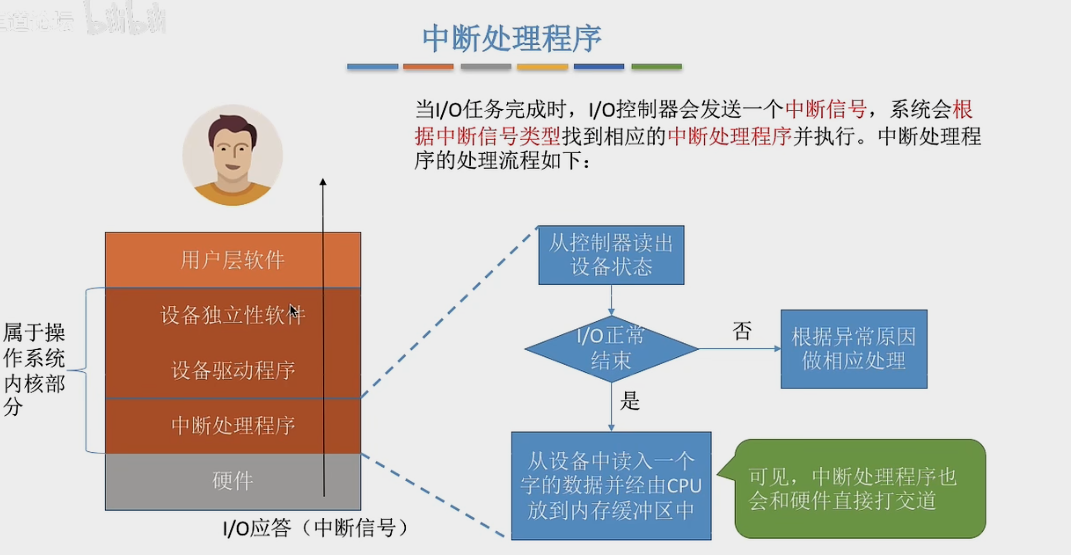 bilibili
中断处理程序
当I/O任务完成时，I/O控制器会发送一个中断信号，系统会根
据中断信号类型找到相应的中断处理程序并执行。中断处理程
序的处理流程如下：
用户层软件
设备独立性软件
设备驱动程序
中断处理程序
硬件
属于操
作系统
内核部
分
I/O应答（中断信号）
从控制器读出
设备状态
I/O正常
结束
否
根据异常原因
做相应处理
是
从设备中读入一个
字的数据并经由CPU
放到内存缓冲区中
可见，中断处理程序也
会和硬件直接打交道